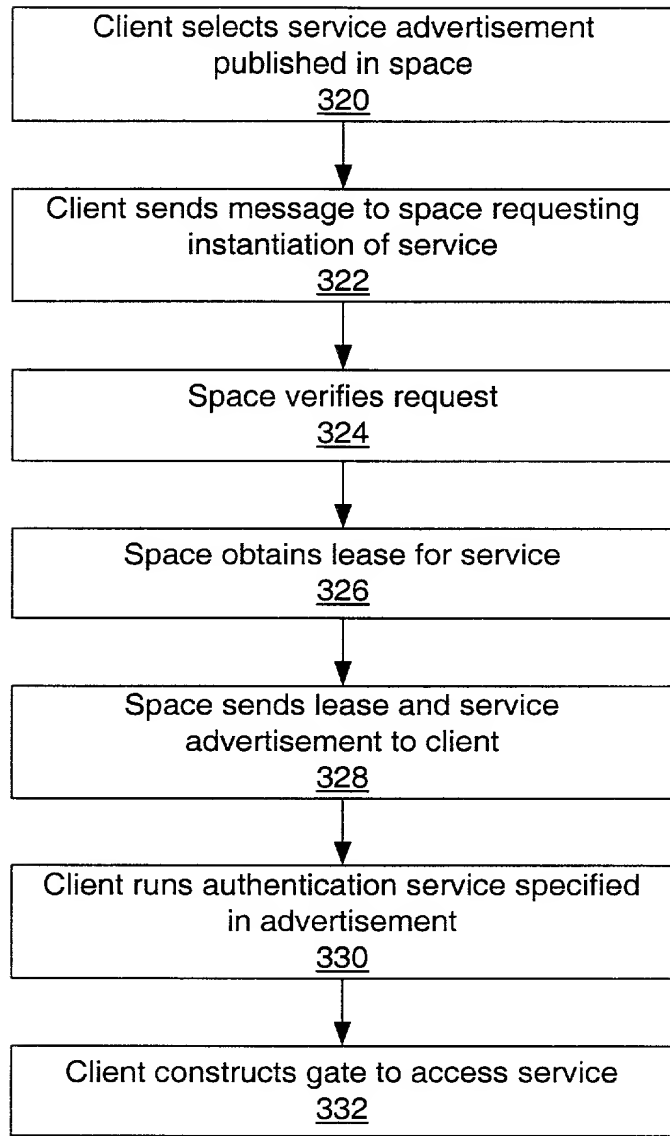 Client selects service advertisement
published in space
320
Client sends message to space requesting
instantiation of service
322
Space verifies request
324
Space obtains lease for service
326
Space sends lease and service
advertisement to client
328
Client runs authentication service specified
in advertisement
330
Client constructs gate to access service
332